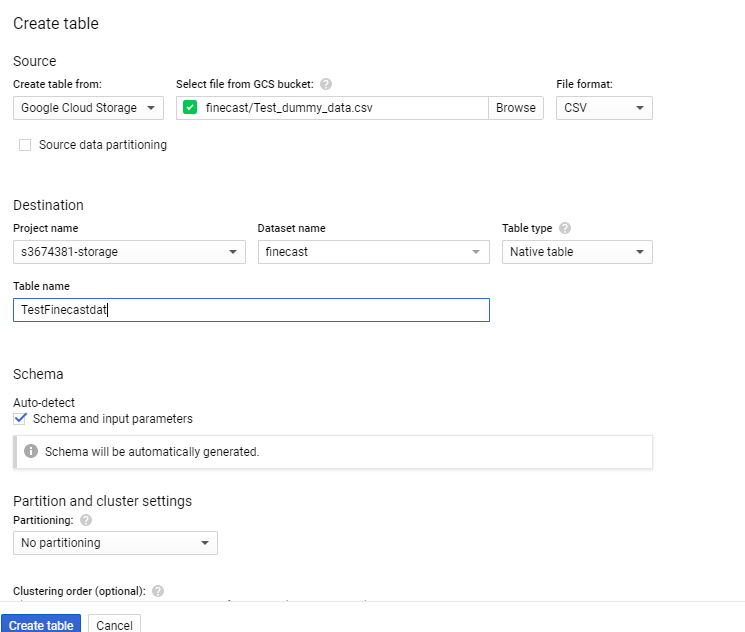 Create table
Source
Create table from: Select file from GCS bucket: ? File format:
Google Cloud Storage finecast/Test_dummy_data.csv Browse CSV
Source data partitioning
Destination
Project name Dataset name Table type ?
s3674381-storage finecast Native table
Table name
TestFinecastdat
Schema
Auto-detect
Schema and input parameters
Schema will be automatically generated.
Partition and cluster settings
Partitioning: ?
No partitioning
Clustering order (optional): ?
Create table Cancel